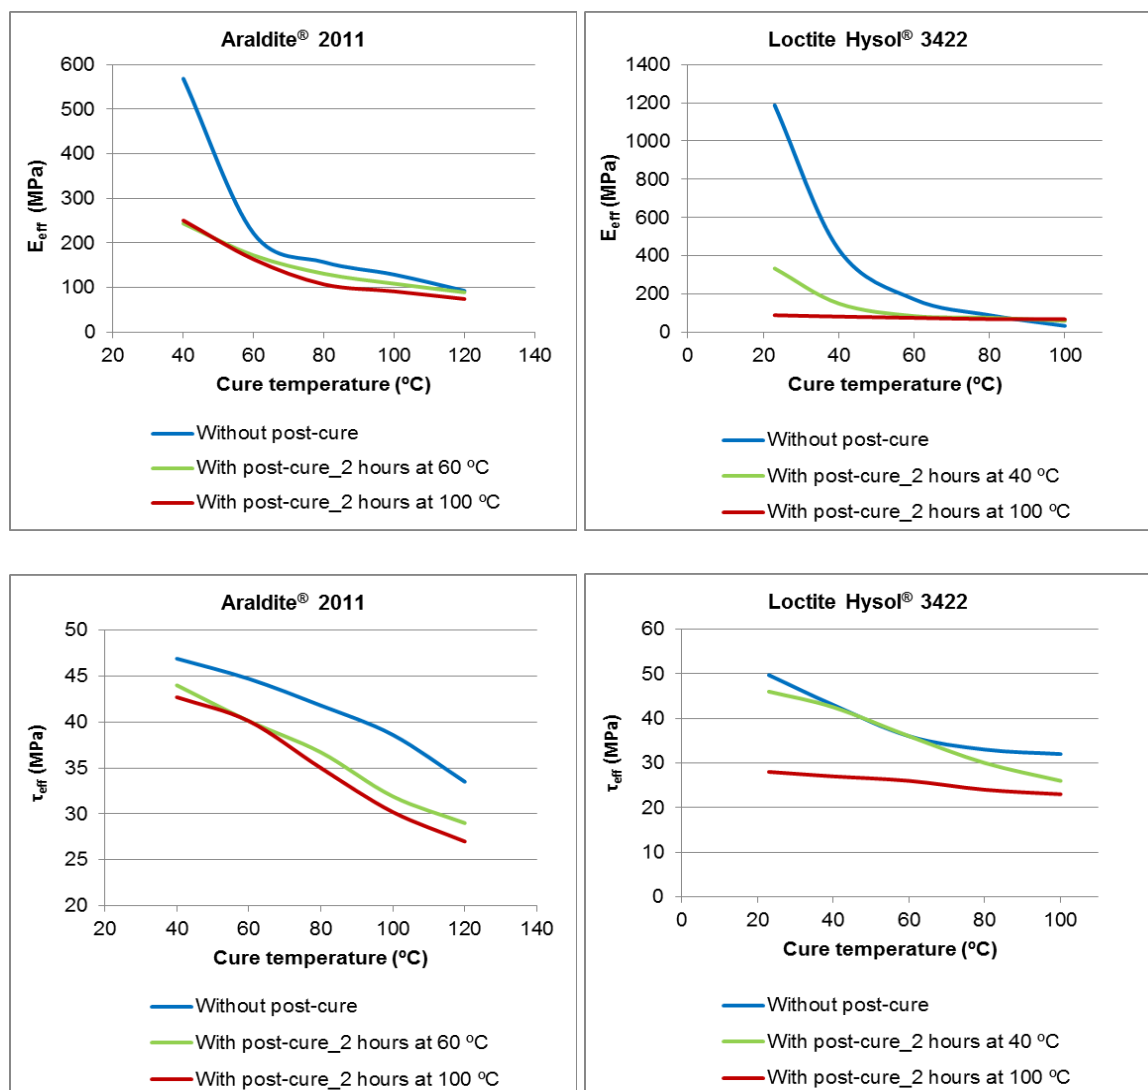 Araldite® 2011
600
500
400
300
200
100
0
20 40 60 80 100 120 140
Eeff (MPa)
Cure temperature (ºC)
Without post-cure
With post-cure_2 hours at 60 ºC
With post-cure_2 hours at 100 ºC
Loctite Hysol® 3422
1400
1200
1000
800
600
400
200
0
0 20 40 60 80 100
Eeff (MPa)
Cure temperature (ºC)
Without post-cure
With post-cure_2 hours at 40 ºC
With post-cure_2 hours at 100 ºC
Araldite® 2011
50
45
40
35
30
25
20
20 40 60 80 100 120 140
τeff (MPa)
Cure temperature (ºC)
Without post-cure
With post-cure_2 hours at 60 ºC
With post-cure_2 hours at 100 ºC
Loctite Hysol® 3422
60
50
40
30
20
10
0
0 20 40 60 80 100
τeff (MPa)
Cure temperature (ºC)
Without post-cure
With post-cure_2 hours at 40 ºC
With post-cure_2 hours at 100 ºC